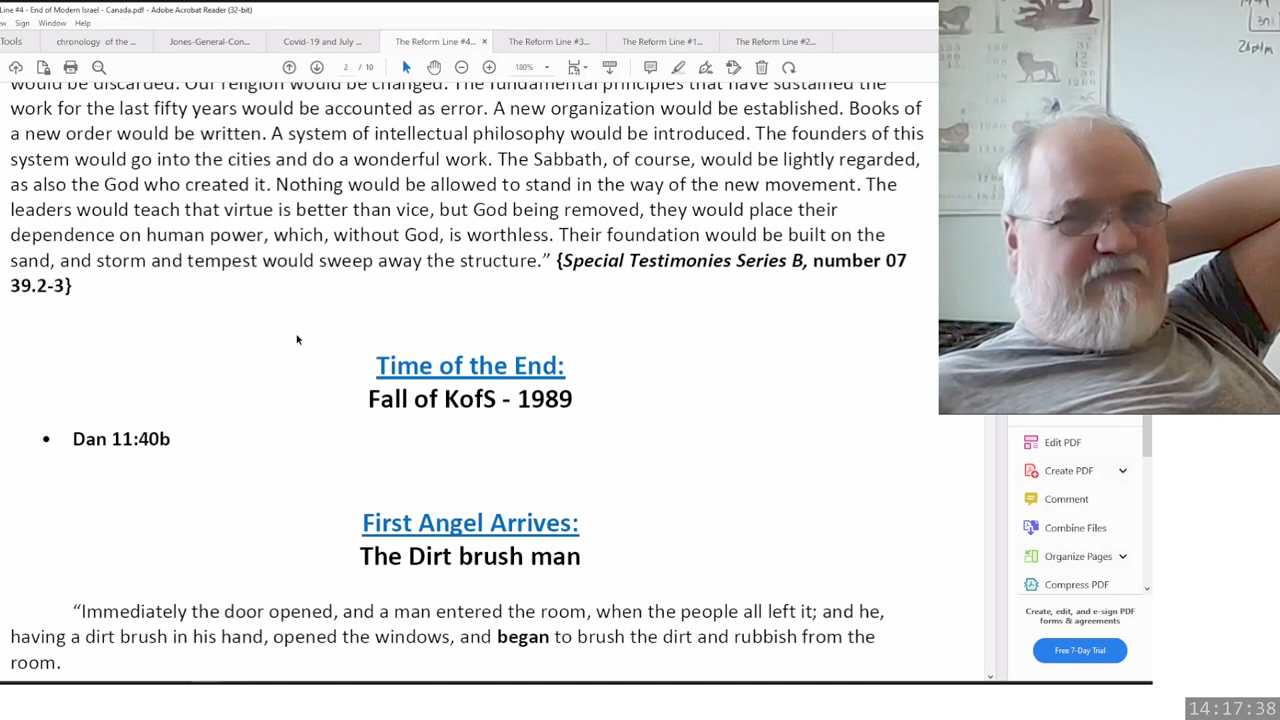 Line #4 - End of Modern Israel - Canada.pdf - Adobe Acrobat Reader (32-bit)
Sign Window Help
Tools chronology of the ... Jones-General-Con... Covid-19 and July ... The Reform Line #4... × The Reform Line #3... The Reform Line #1... The Reform Line #2...
2 / 10 180%
would be discarded. Our religion would be changed. The fundamental principles that have sustained the
work for the last fifty years would be accounted as error. A new organization would be established. Books of
a new order would be written. A system of intellectual philosophy would be introduced. The founders of this
system would go into the cities and do a wonderful work. The Sabbath, of course, would be lightly regarded,
as also the God who created it. Nothing would be allowed to stand in the way of the new movement. The
leaders would teach that virtue is better than vice, but God being removed, they would place their
dependence on human power, which, without God, is worthless. Their foundation would be built on the
sand, and storm and tempest would sweep away the structure.” {Special Testimonies Series B, number 07
39.2-3}
Time of the End:
Fall of KofS - 1989
• Dan 11:40b
First Angel Arrives:
The Dirt brush man
“Immediately the door opened, and a man entered the room, when the people all left it; and he,
having a dirt brush in his hand, opened the windows, and began to brush the dirt and rubbish from the
room.
Edit PDF
Create PDF
Comment
Combine Files
Organize Pages
Compress PDF
Create, edit, and e-sign PDF
forms & agreements
Free 7-Day Trial
14:17:38